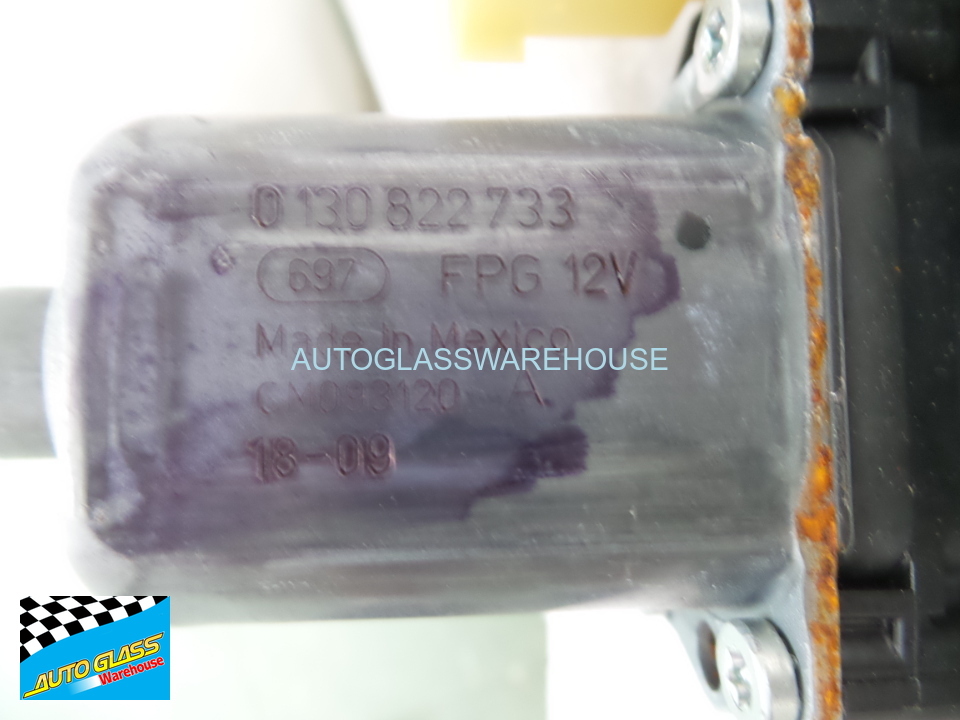 0 130 822 733
697 FPG 12V
Made in Mexico
AUTOGLASSWAREHOUSE
A
18-09
AUTO GLASS
Warehouse